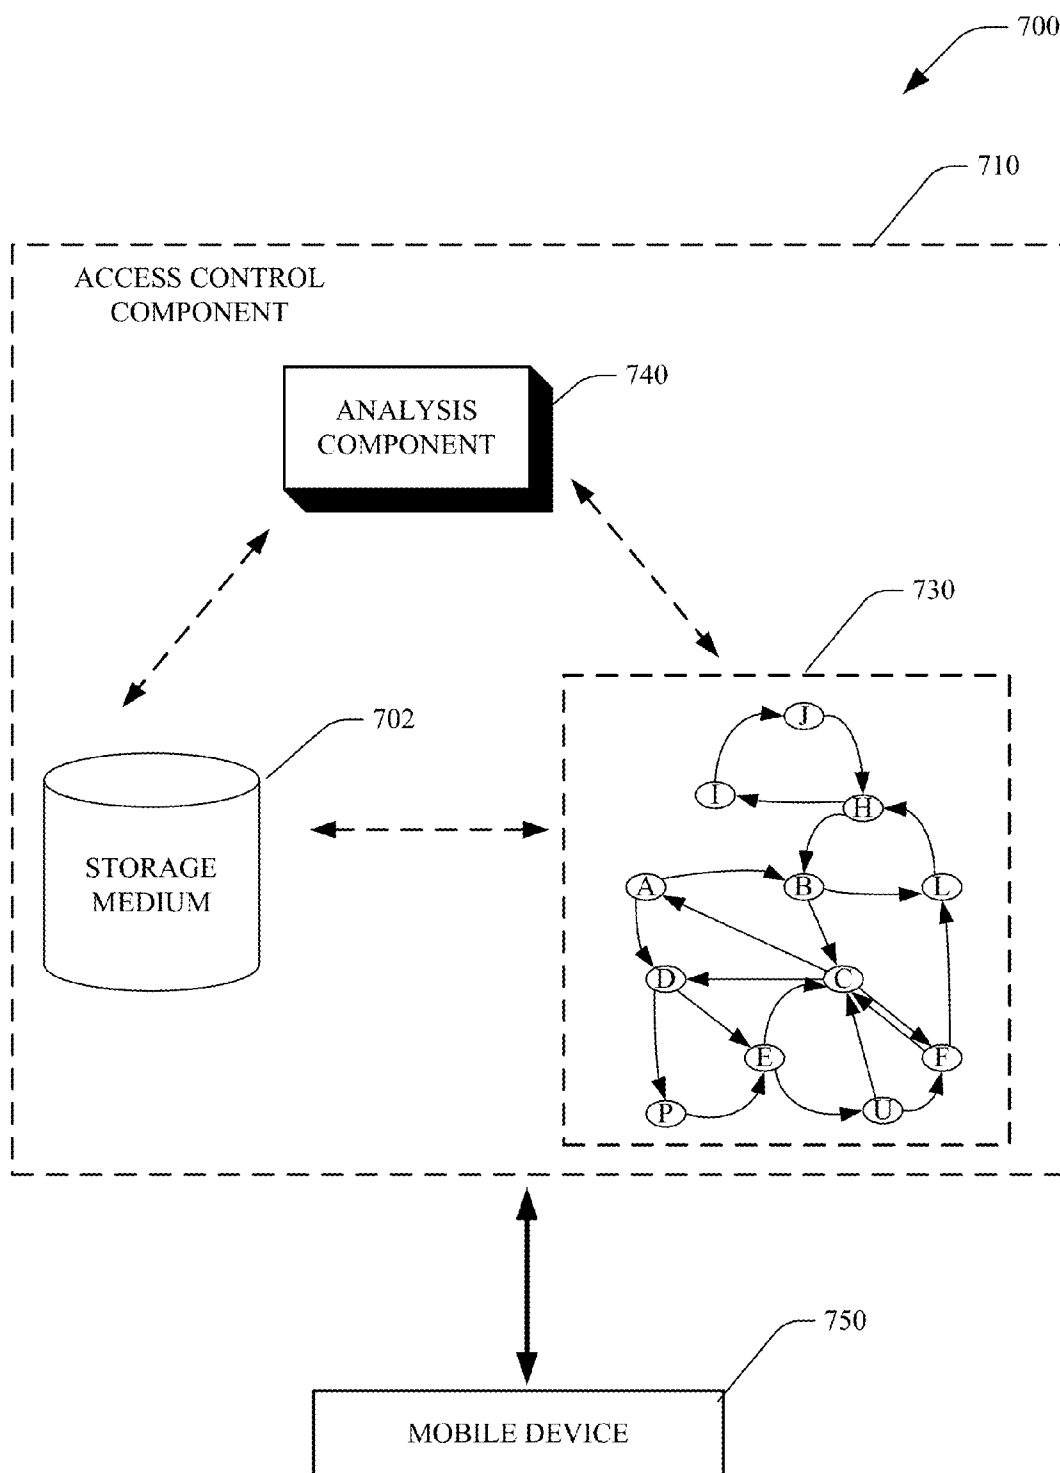 700
710
ACCESS CONTROL
COMPONENT
740
ANALYSIS
COMPONENT
730
702
J
I
H
STORAGE
MEDIUM
A
B
L
D
C
E
F
P
U
750
MOBILE DEVICE